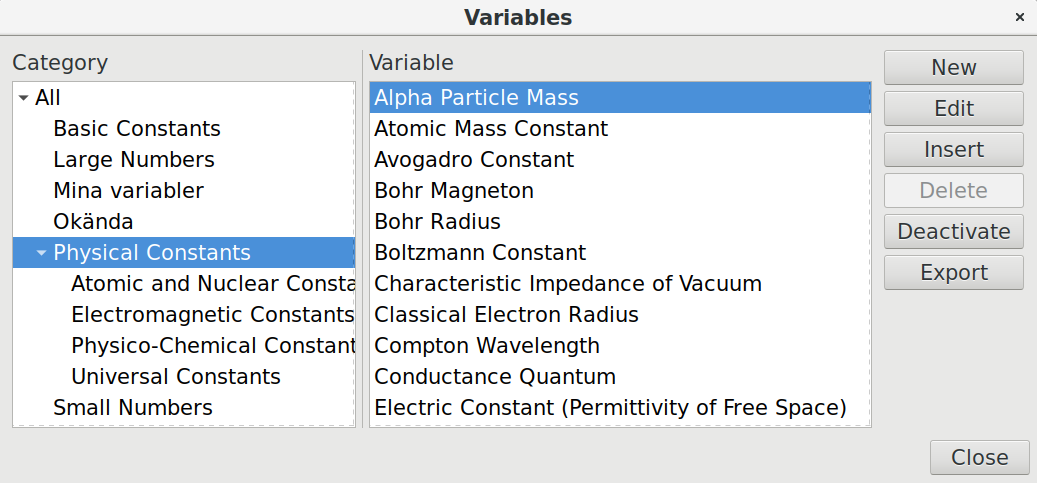 Variables
Category
All
Basic Constants
Large Numbers
Mina variabler
Okända
Physical Constants
Atomic and Nuclear Consta
Electromagnetic Constants
Physico-Chemical Constant
Universal Constants
Small Numbers
Variable
Alpha Particle Mass
Atomic Mass Constant
Avogadro Constant
Bohr Magneton
Bohr Radius
Boltzmann Constant
Characteristic Impedance of Vacuum
Classical Electron Radius
Compton Wavelength
Conductance Quantum
Electric Constant (Permittivity of Free Space)
New
Edit
Insert
Delete
Deactivate
Export
Close